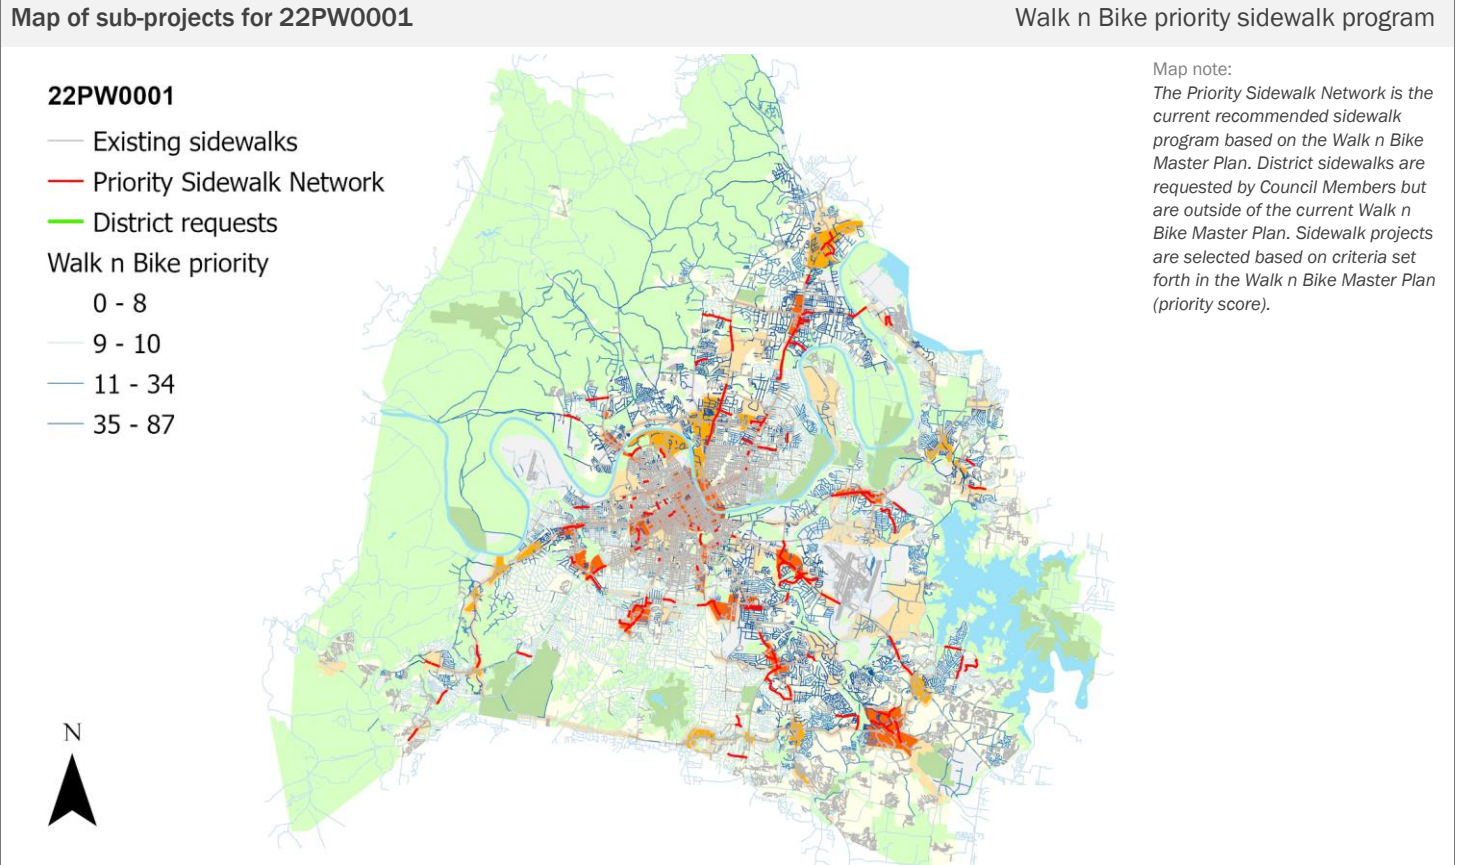 Map of sub-projects for 22PW0001
Walk n Bike priority sidewalk program
22PW0001
Existing sidewalks
Priority Sidewalk Network
District requests
Walk n Bike priority
0 - 8
9 - 10
11 - 34
35 - 87
N
Map note:
The Priority Sidewalk Network is the
current recommended sidewalk
program based on the Walk n Bike
Master Plan. District sidewalks are
requested by Council Members but
are outside of the current Walk n
Bike Master Plan. Sidewalk projects
are selected based on criteria set
forth in the Walk n Bike Master Plan
(priority score).